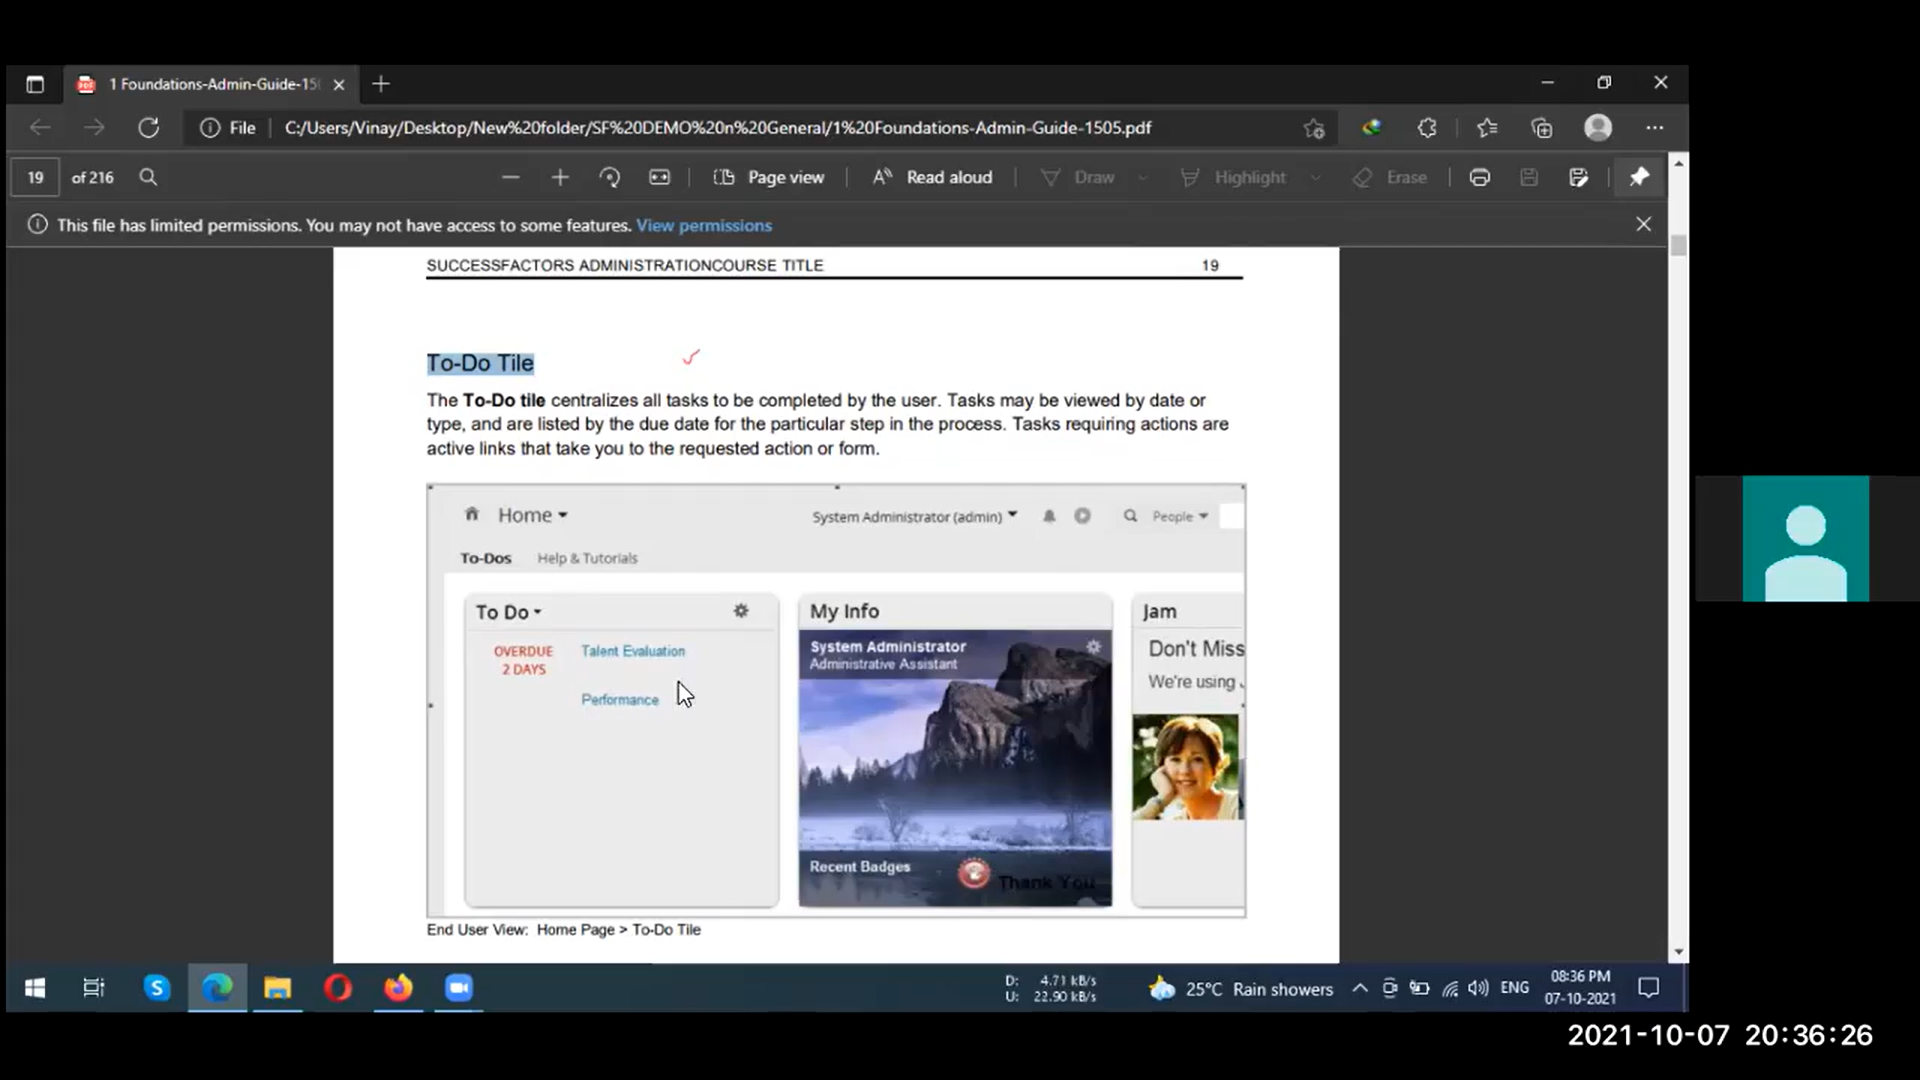 1 Foundations-Admin-Guide-15
File
C:/Users/Vinay/Desktop/New%20folder/SF%20DEMO%20n%20General/1%20Foundations-Admin-Guide-1505.pdf
19 of 216
Page view
Read aloud
Draw
Highlight
Erase
This file has limited permissions. You may not have access to some features. View permissions
SUCCESSFACTORS ADMINISTRATIONCOURSE TITLE 19
To-Do Tile
The To-Do tile centralizes all tasks to be completed by the user. Tasks may be viewed by date or
type, and are listed by the due date for the particular step in the process. Tasks requiring actions are
active links that take you to the requested action or form.
Home
System Administrator (admin)
People
To-Dos Help & Tutorials
To Do
My Info
Jam
OVERDUE
2 DAYS
Talent Evaluation
Performance
System Administrator
Administrative Assistant
Don't Miss
We're using
Recent Badges
Thank You
End User View: Home Page > To-Do Tile
D: 4.71 kB/s
U: 22.90 kB/s
25°C Rain showers
ENG
08:36 PM
07-10-2021
2021-10-07 20:36:26